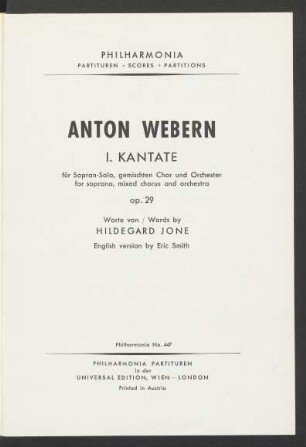 PHILHARMONIA
PARTITUREN • SCORES • PARTITIONS
ANTON WEBERN
I. KANTATE
für Sopran-Solo, gemischten Chor und Orchester
for soprano, mixed chorus and orchestra
op. 29
Worte von / Words by
HILDEGARD JONE
English version by Eric Smith
Philharmonia No. 447
PHILHARMONIA PARTITUREN
in der
UNIVERSAL EDITION, WIEN – LONDON
Printed in Austria